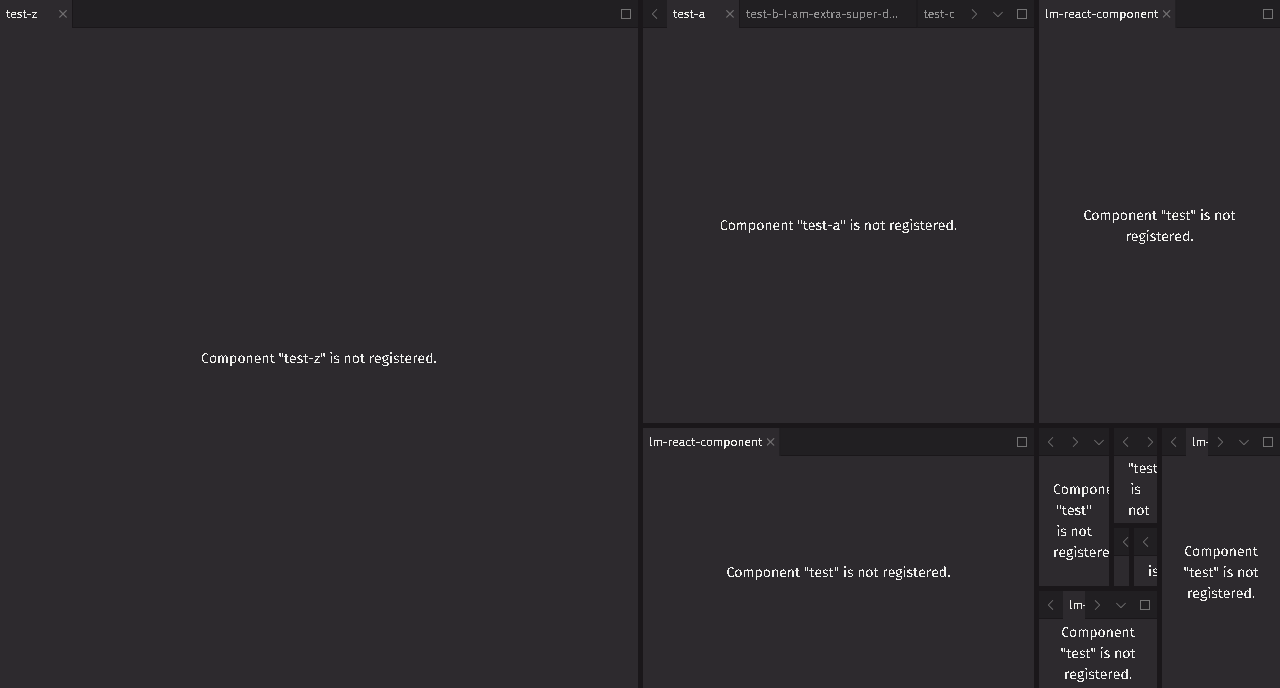 test-z
Component "test-z" is not registered.
test-a
test-b-I-am-extra-super-d...
test-c
Component "test-a" is not registered.
lm-react-component
Component "test" is not
registered.
lm-react-component
Component "test" is not registered.
Compone
"test"
is not
registere
"test
is
not
is
lm-
Component
"test" is not
registered.
lm-
Component
"test" is not
registered.